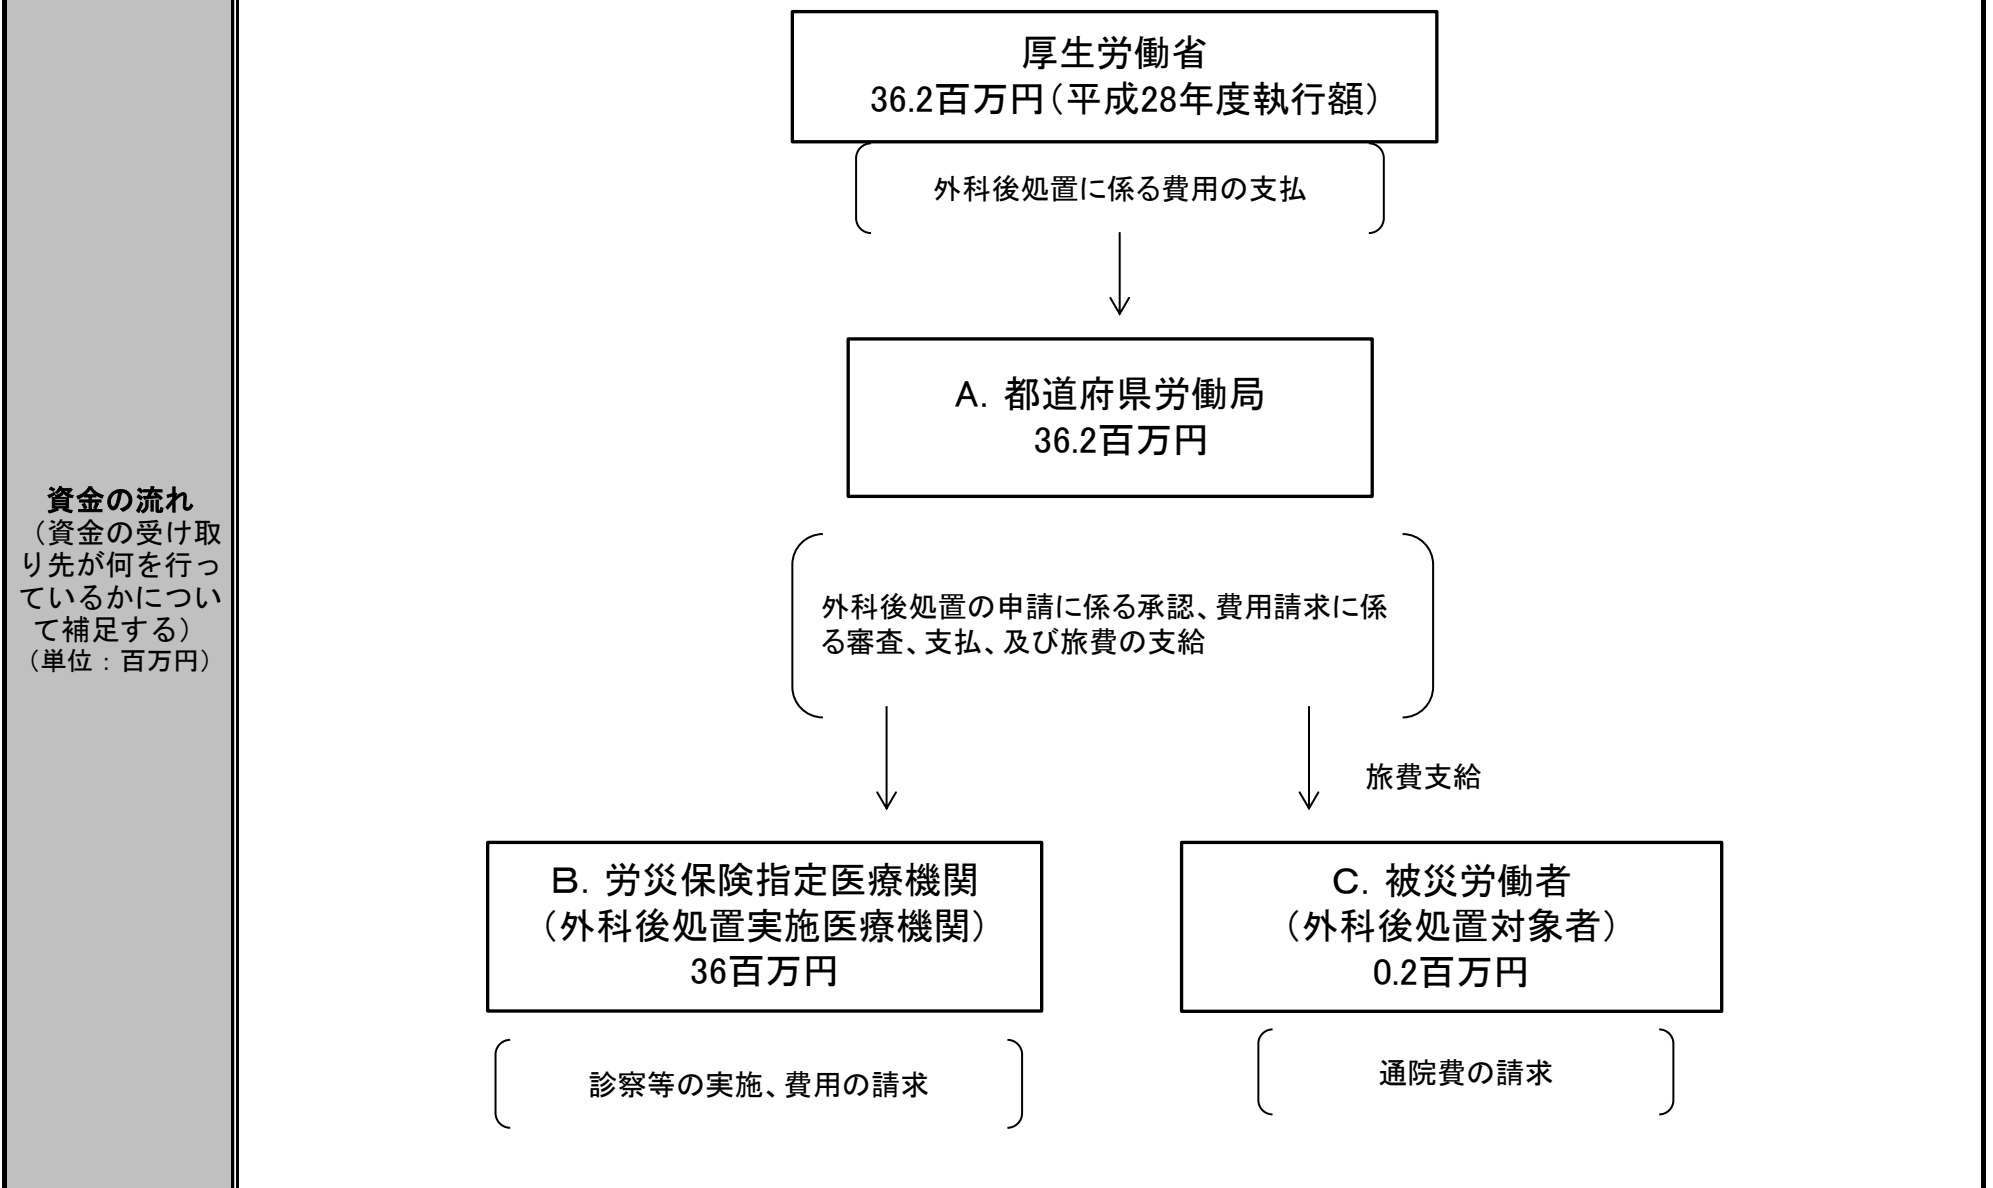 厚生労働省
36.2百万円（平成28年度執行額）
外科後処置に係る費用の支払
A．都道府県労働局
36.2百万円
資金の流れ
（資金の受け取
り先が何を行っ
ているかについ
て補足する）
（単位：百万円）
外科後処置の申請に係る承認、費用請求に係
る審査、支払、及び旅費の支給
旅費支給
B．労災保険指定医療機関
（外科後処置実施医療機関）
36百万円
C．被災労働者
（外科後処置対象者）
0.2百万円
診察等の実施、費用の請求
通院費の請求